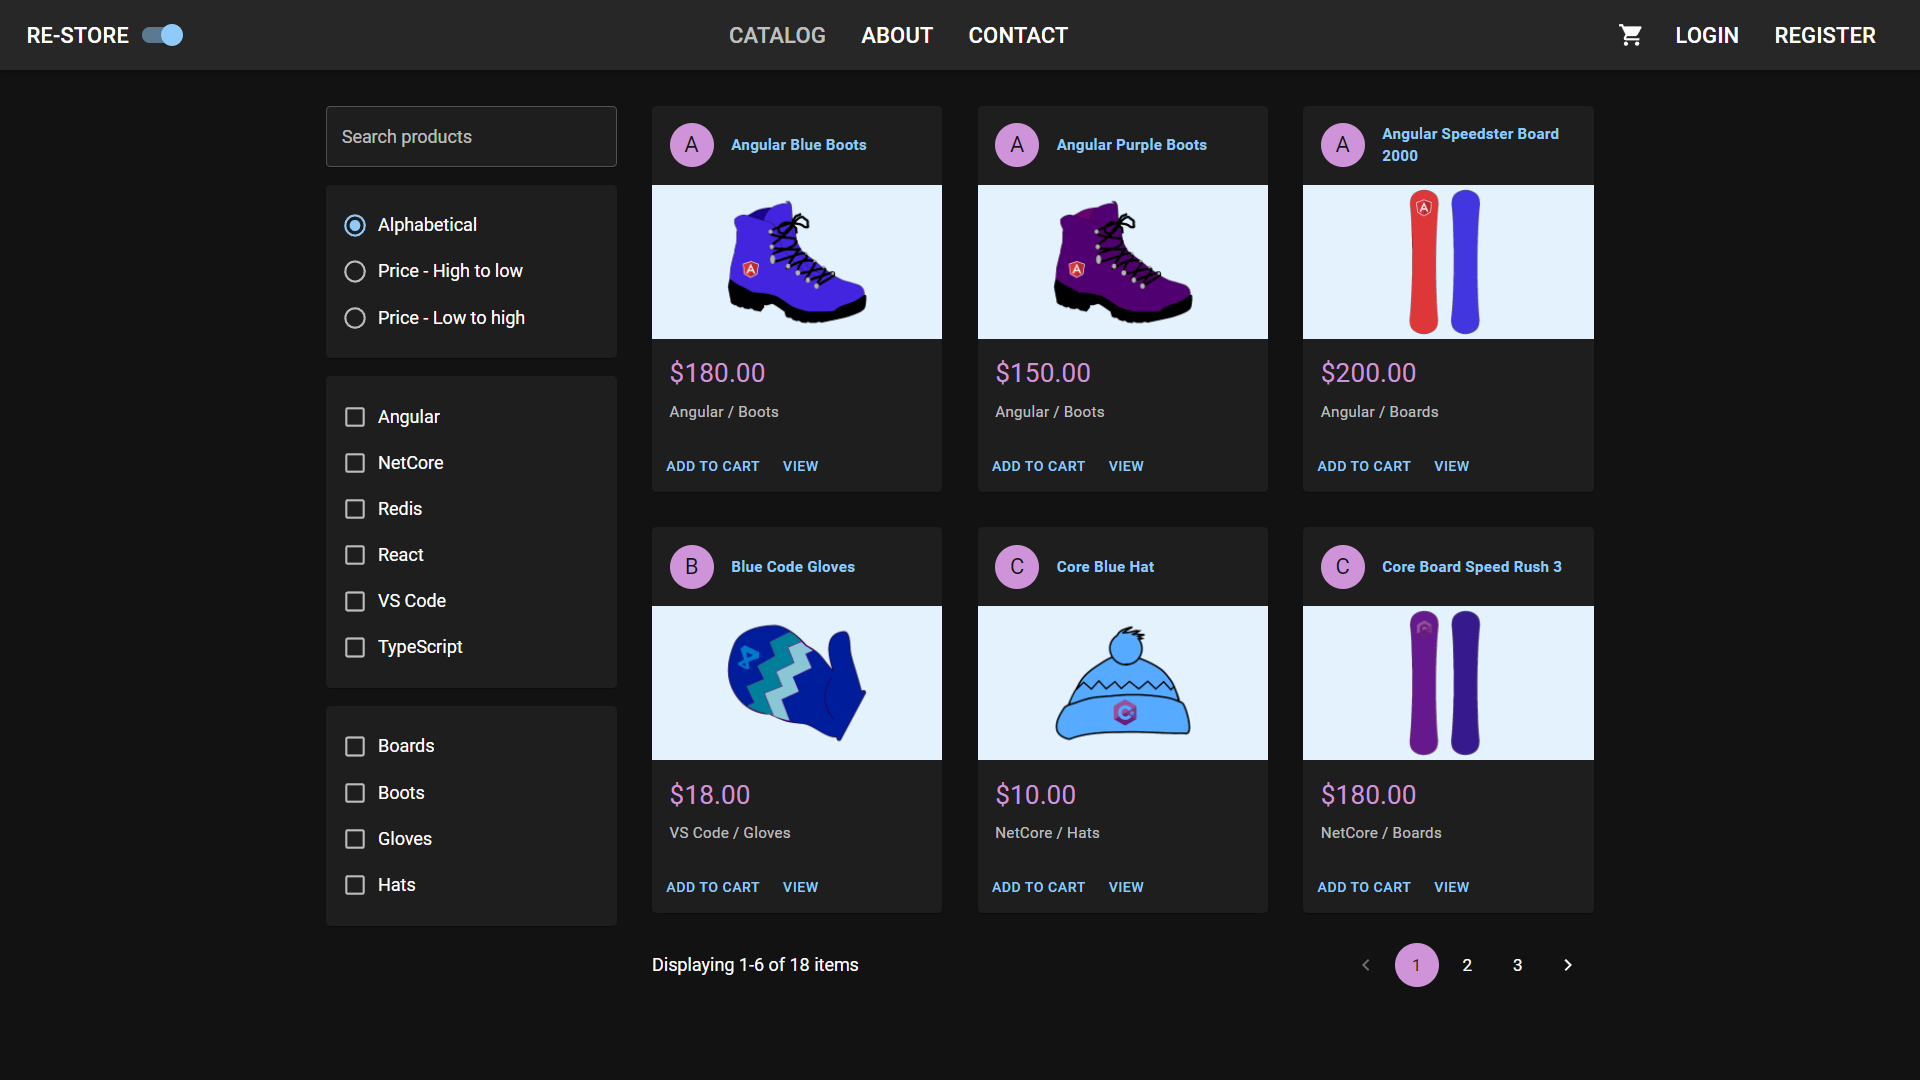 RE-STORE
CATALOG
ABOUT
CONTACT
LOGIN
REGISTER
Search products
Alphabetical
Price - High to low
Price - Low to high
Angular
NetCore
Redis
React
VS Code
TypeScript
Boards
Boots
Gloves
Hats
A
Angular Blue Boots
A
$180.00
Angular / Boots
ADD TO CART
VIEW
A
Angular Purple Boots
A
$150.00
Angular / Boots
ADD TO CART
VIEW
A
Angular Speedster Board
2000
A
$200.00
Angular / Boards
ADD TO CART
VIEW
B
Blue Code Gloves
$18.00
VS Code / Gloves
ADD TO CART
VIEW
C
Core Blue Hat
C
$10.00
NetCore / Hats
ADD TO CART
VIEW
C
Core Board Speed Rush 3
$180.00
NetCore / Boards
ADD TO CART
VIEW
Displaying 1-6 of 18 items
1
2
3